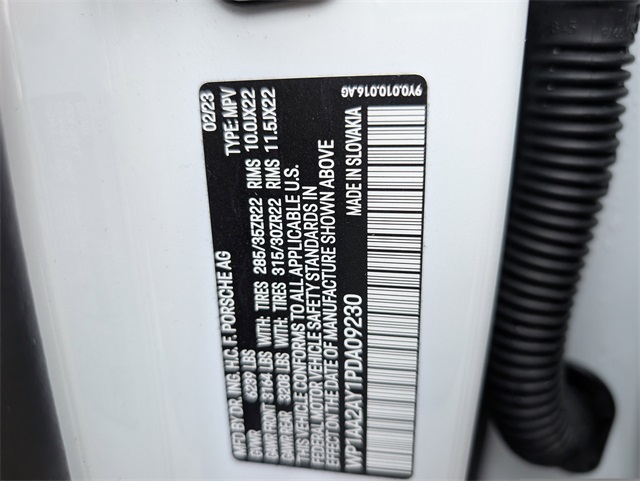 MFD BY DR. ING. H.C. F. PORSCHE AG 02/23
GVWR 6239 LBS TYPE: MPV
GAWR FRONT 3164 LBS WITH: TIRES 285/35ZR22 RIMS 10.0JX22
GAWR REAR 3208 LBS WITH: TIRES 315/30ZR22 RIMS 11.5JX22
THIS VEHICLE CONFORMS TO ALL APPLICABLE U.S.
FEDERAL MOTOR VEHICLE SAFETY STANDARDS IN
EFFECT ON THE DATE OF MANUFACTURE SHOWN ABOVE
WP1AA2AY1PDA09230 MADE IN SLOVAKIA
9Y0.010.016.AG